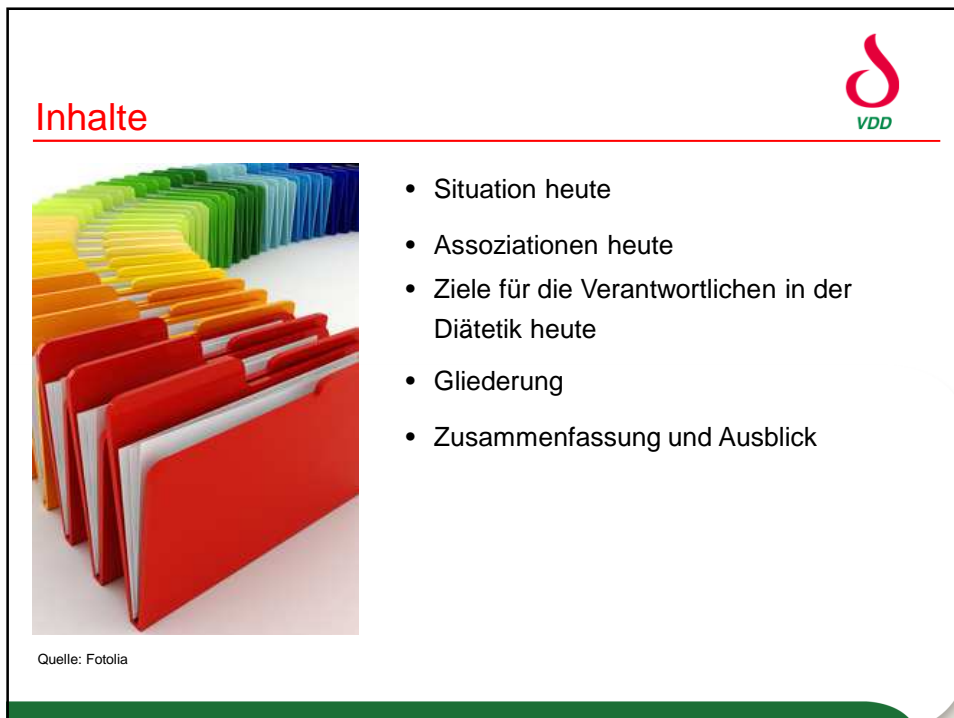 VDD
Inhalte
• Situation heute
• Assoziationen heute
• Ziele für die Verantwortlichen in der
Diätetik heute
• Gliederung
• Zusammenfassung und Ausblick
Quelle: Fotolia